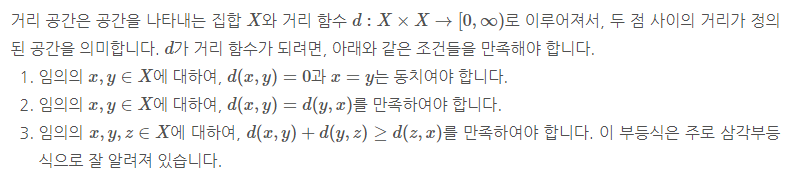 거리 공간은 공간을 나타내는 집합 X와 거리 함수 d : X × X → [0, ∞)로 이루어져서, 두 점 사이의 거리가 정의
된 공간을 의미합니다. d가 거리 함수가 되려면, 아래와 같은 조건들을 만족해야 합니다.
1. 임의의 x, y ∈ X에 대하여, d(x, y) = 0과 x = y는 동치여야 합니다.
2. 임의의 x, y ∈ X에 대하여, d(x, y) = d(y, x)를 만족하여야 합니다.
3. 임의의 x, y, z ∈ X에 대하여, d(x, y) + d(y, z) ≥ d(z, x)를 만족하여야 합니다. 이 부등식은 주로 삼각부등
식으로 잘 알려져 있습니다.